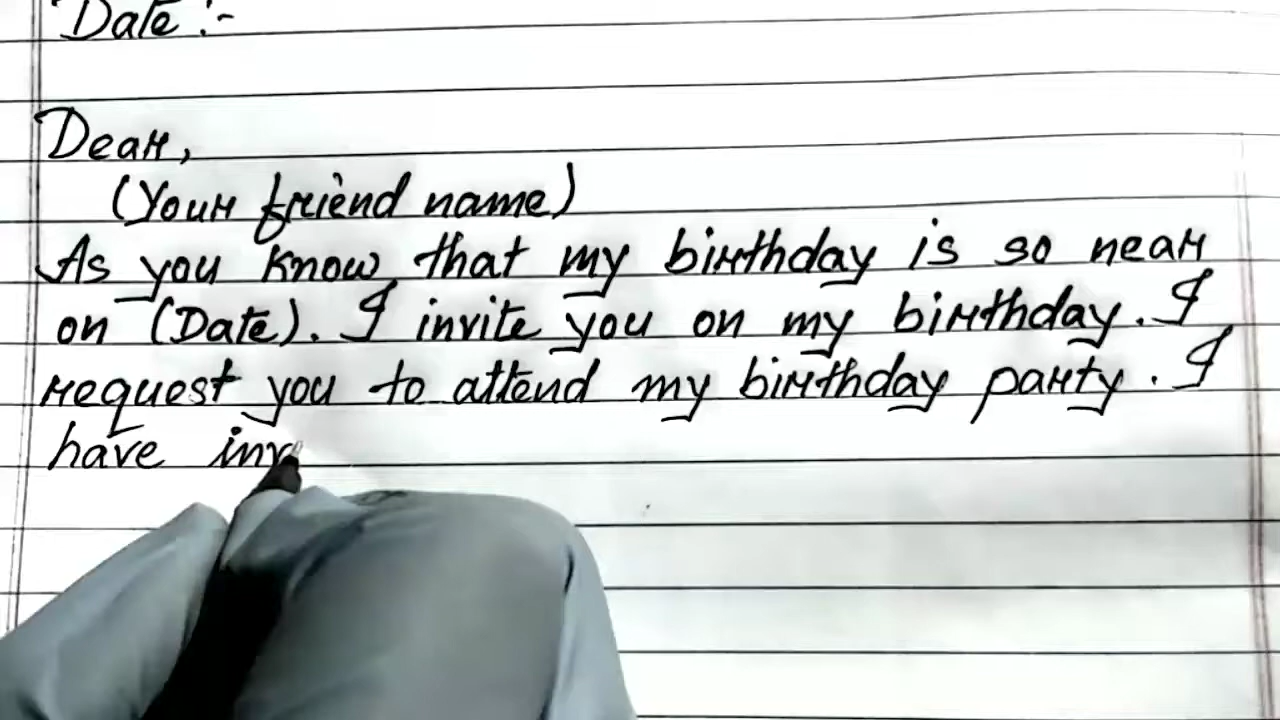 Date :-
Dear,
(Your friend name)
As you know that my birthday is so near
on (Date). I invite you on my birthday. I
request you to attend my birthday party. I
have inv